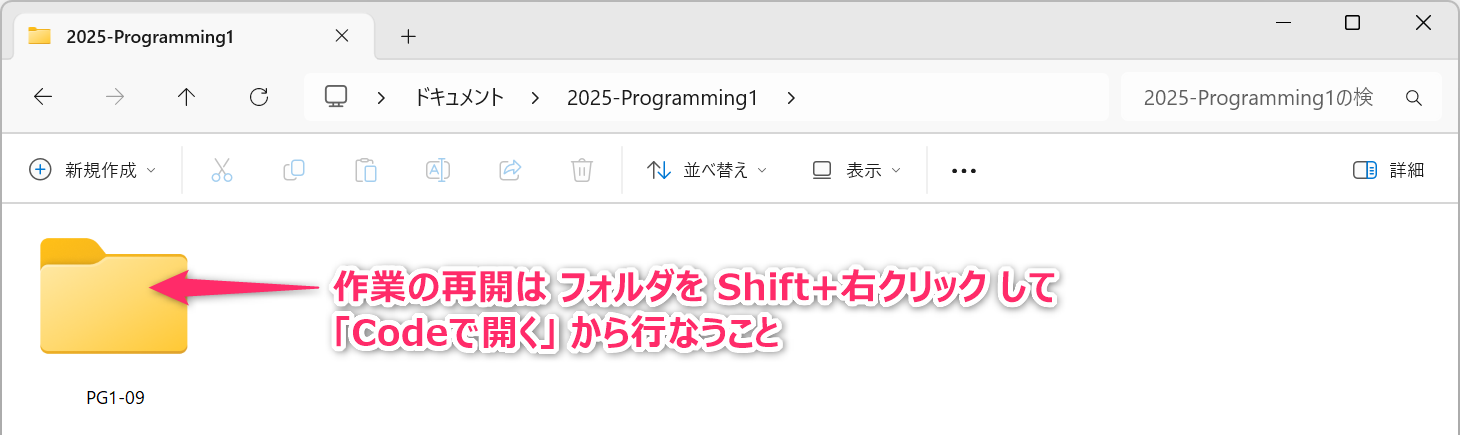 2025-Programming1
ドキュメント
2025-Programming1
2025-Programming1の検
新規作成
並べ替え
表示
詳細
作業の再開は フォルダを Shift+右クリック して
「Codeで開く」 から行なうこと
PG1-09